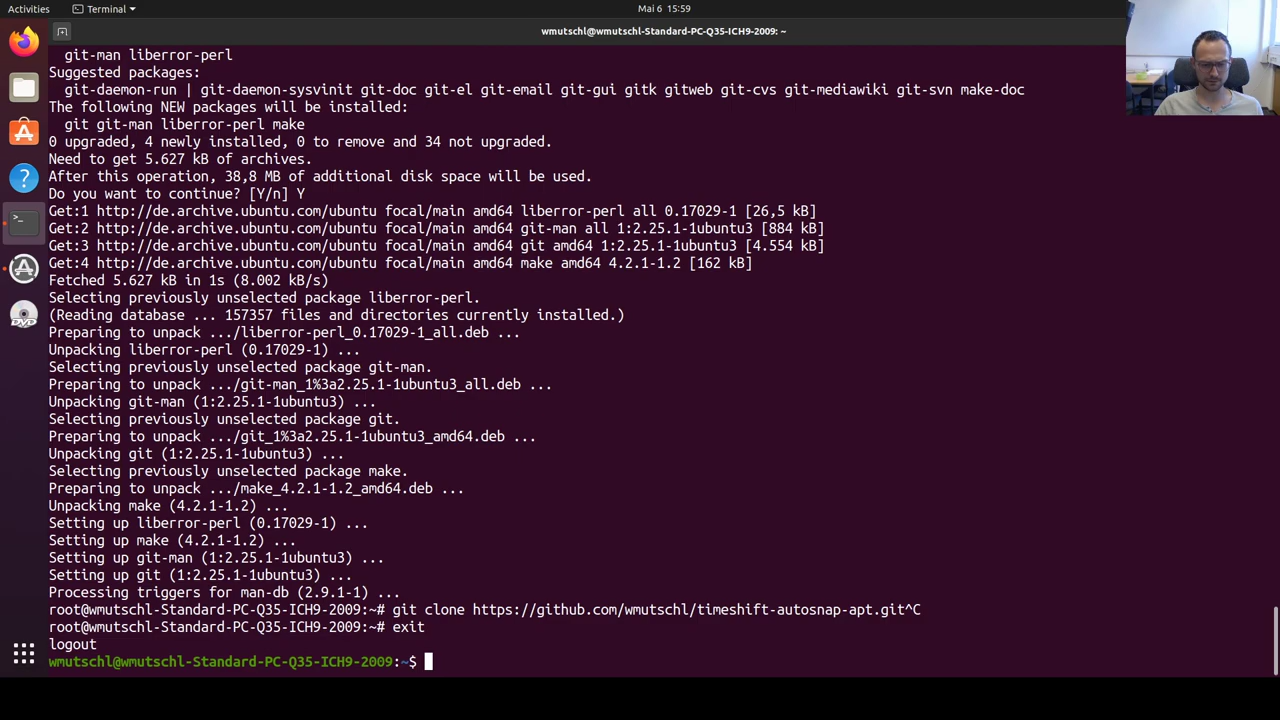 Activities
Terminal
Mai 6 15:59
wmutschl@wmutschl-Standard-PC-Q35-ICH9-2009: ~
git-man liberror-perl
Suggested packages:
git-daemon-run | git-daemon-sysvinit git-doc git-el git-email git-gui gitk gitweb git-cvs git-mediawiki git-svn make-doc
The following NEW packages will be installed:
git git-man liberror-perl make
0 upgraded, 4 newly installed, 0 to remove and 34 not upgraded.
Need to get 5.627 kB of archives.
After this operation, 38,8 MB of additional disk space will be used.
Do you want to continue? [Y/n] Y
Get:1 http://de.archive.ubuntu.com/ubuntu focal/main amd64 liberror-perl all 0.17029-1 [26,5 kB]
Get:2 http://de.archive.ubuntu.com/ubuntu focal/main amd64 git-man all 1:2.25.1-1ubuntu3 [884 kB]
Get:3 http://de.archive.ubuntu.com/ubuntu focal/main amd64 git amd64 1:2.25.1-1ubuntu3 [4.554 kB]
Get:4 http://de.archive.ubuntu.com/ubuntu focal/main amd64 make amd64 4.2.1-1.2 [162 kB]
Fetched 5.627 kB in 1s (8.002 kB/s)
Selecting previously unselected package liberror-perl.
(Reading database ... 157357 files and directories currently installed.)
Preparing to unpack .../liberror-perl_0.17029-1_all.deb ...
Unpacking liberror-perl (0.17029-1) ...
Selecting previously unselected package git-man.
Preparing to unpack .../git-man_1%3a2.25.1-1ubuntu3_all.deb ...
Unpacking git-man (1:2.25.1-1ubuntu3) ...
Selecting previously unselected package git.
Preparing to unpack .../git_1%3a2.25.1-1ubuntu3_amd64.deb ...
Unpacking git (1:2.25.1-1ubuntu3) ...
Selecting previously unselected package make.
Preparing to unpack .../make_4.2.1-1.2_amd64.deb ...
Unpacking make (4.2.1-1.2) ...
Setting up liberror-perl (0.17029-1) ...
Setting up make (4.2.1-1.2) ...
Setting up git-man (1:2.25.1-1ubuntu3) ...
Setting up git (1:2.25.1-1ubuntu3) ...
Processing triggers for man-db (2.9.1-1) ...
root@wmutschl-Standard-PC-Q35-ICH9-2009:~# git clone https://github.com/wmutschl/timeshift-autosnap-apt.git^C
root@wmutschl-Standard-PC-Q35-ICH9-2009:~# exit
logout
wmutschl@wmutschl-Standard-PC-Q35-ICH9-2009:~$